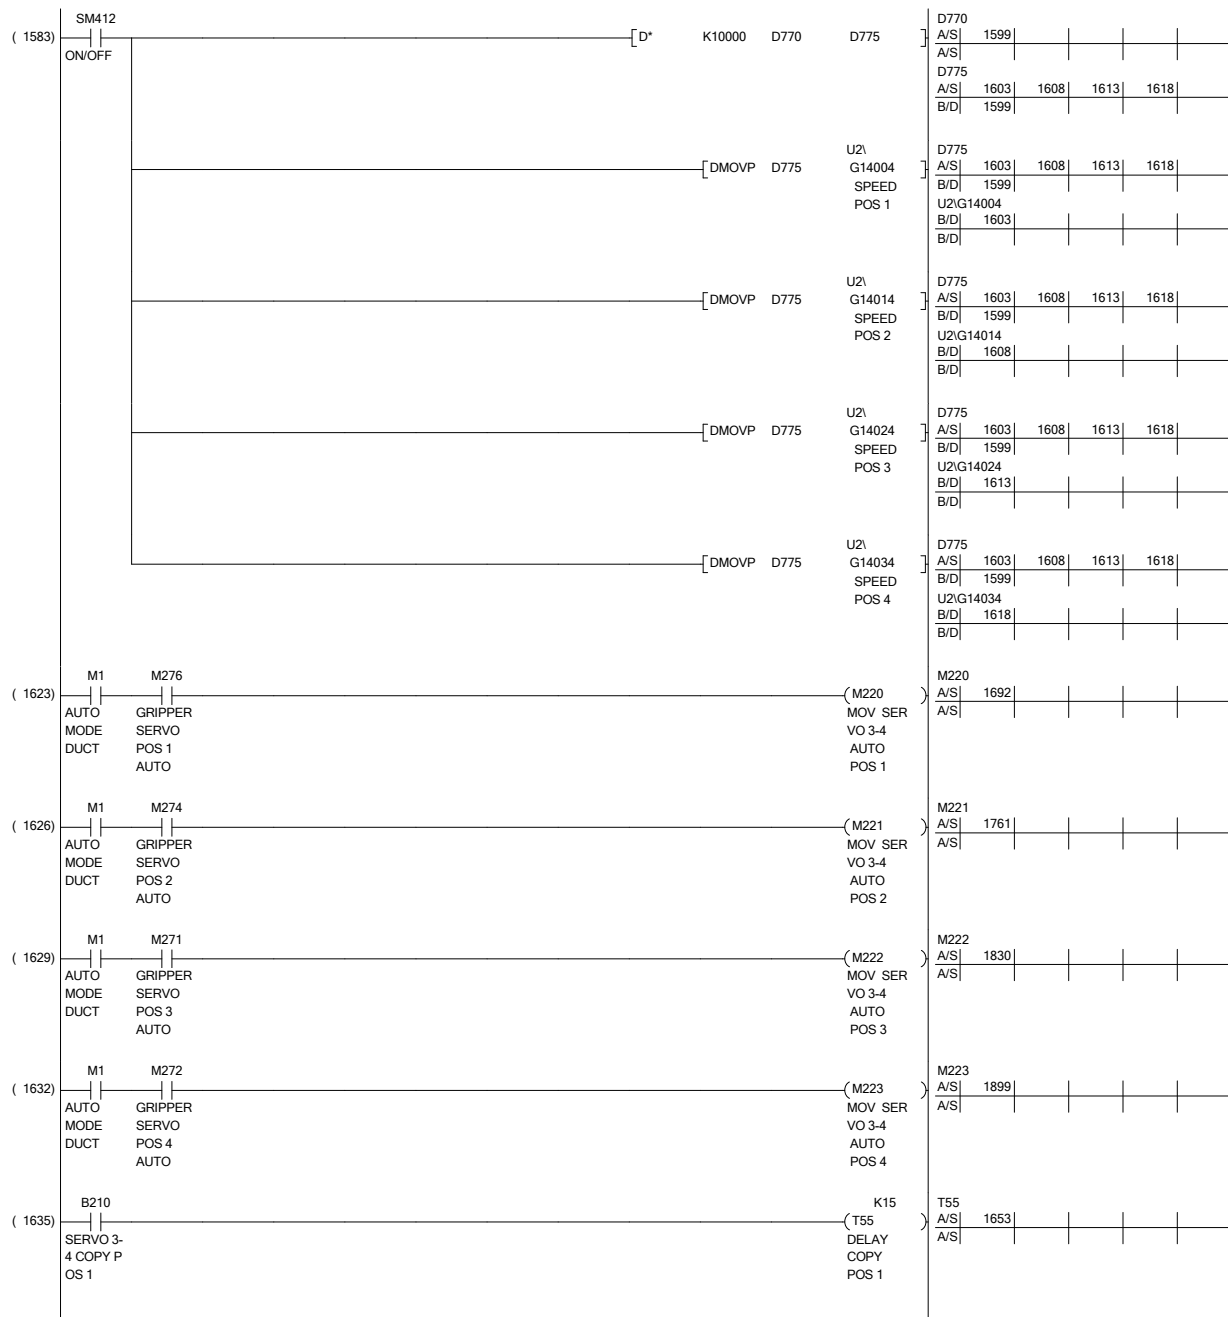 SM412
( 1583)
ON/OFF
D* K10000 D770 D775
D770
A/S 1599
A/S
D775
A/S 1603 1608 1613 1618
B/D 1599
U2\
DMOVP D775 G14004
SPEED
POS 1
D775
A/S 1603 1608 1613 1618
B/D 1599
U2\G14004
B/D 1603
B/D
U2\
DMOVP D775 G14014
SPEED
POS 2
D775
A/S 1603 1608 1613 1618
B/D 1599
U2\G14014
B/D 1608
B/D
U2\
DMOVP D775 G14024
SPEED
POS 3
D775
A/S 1603 1608 1613 1618
B/D 1599
U2\G14024
B/D 1613
B/D
U2\
DMOVP D775 G14034
SPEED
POS 4
D775
A/S 1603 1608 1613 1618
B/D 1599
U2\G14034
B/D 1618
B/D
M1 M276
( 1623)
AUTO GRIPPER
MODE SERVO
DUCT POS 1
AUTO
(M220 )
MOV SER
VO 3-4
AUTO
POS 1
M220
A/S 1692
A/S
M1 M274
( 1626)
AUTO GRIPPER
MODE SERVO
DUCT POS 2
AUTO
(M221 )
MOV SER
VO 3-4
AUTO
POS 2
M221
A/S 1761
A/S
M1 M271
( 1629)
AUTO GRIPPER
MODE SERVO
DUCT POS 3
AUTO
(M222 )
MOV SER
VO 3-4
AUTO
POS 3
M222
A/S 1830
A/S
M1 M272
( 1632)
AUTO GRIPPER
MODE SERVO
DUCT POS 4
AUTO
(M223 )
MOV SER
VO 3-4
AUTO
POS 4
M223
A/S 1899
A/S
B210
( 1635)
SERVO 3-
4 COPY P
OS 1
K15
(T55 )
DELAY
COPY
POS 1
T55
A/S 1653
A/S